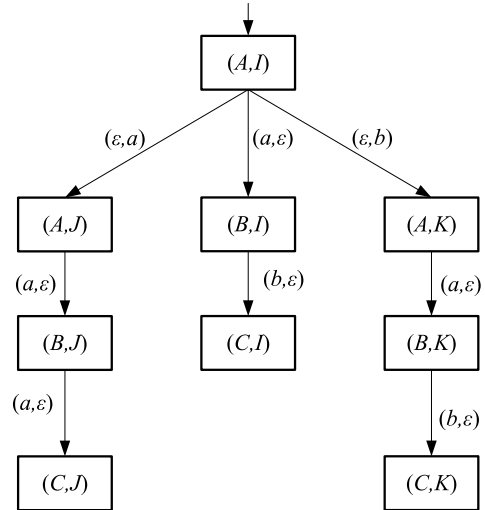 (A,I)
(ε,a) (a,ε) (ε,b)
(A,J) (B,I) (A,K)
(a,ε) (b,ε) (a,ε)
(B,J) (C,I) (B,K)
(a,ε) (b,ε)
(C,J) (C,K)